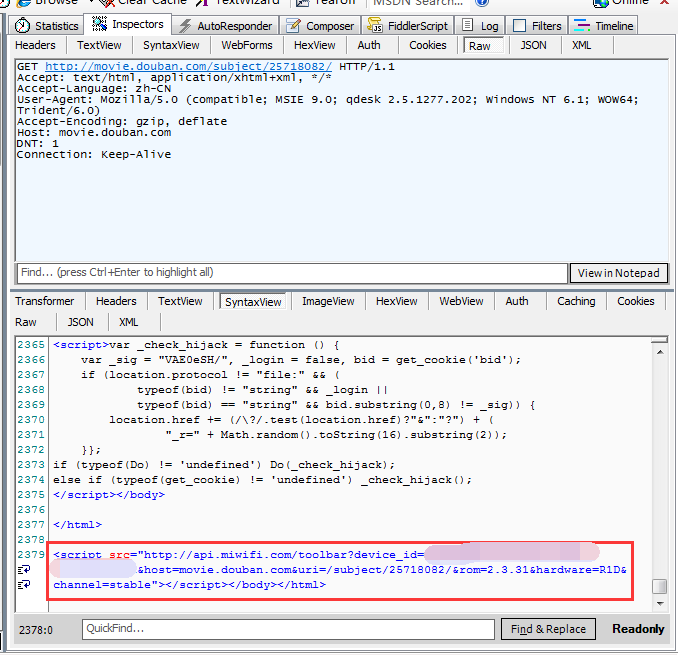 Browse Clear Cache TextWizard Tearoff MSDN Search... Online
Statistics Inspectors AutoResponder Composer FiddlerScript Log Filters Timeline
Headers TextView SyntaxView WebForms HexView Auth Cookies Raw JSON XML
GET http://movie.douban.com/subject/25718082/ HTTP/1.1
Accept: text/html, application/xhtml+xml, */*
Accept-Language: zh-CN
User-Agent: Mozilla/5.0 (compatible; MSIE 9.0; qdesk 2.5.1277.202; Windows NT 6.1; WOW64;
Trident/6.0)
Accept-Encoding: gzip, deflate
Host: movie.douban.com
DNT: 1
Connection: Keep-Alive
Find... (press Ctrl+Enter to highlight all) View in Notepad
Transformer Headers TextView SyntaxView ImageView HexView WebView Auth Caching Cookies
Raw JSON XML
2365 <script>var _check_hijack = function () {
2366 var _sig = "VAE0eSH/", _login = false, bid = get_cookie('bid');
2367 if (location.protocol != "file:" && (
2368 typeof(bid) != "string" && _login ||
2369 typeof(bid) == "string" && bid.substring(0,8) != _sig)) {
2370 location.href += (/\?/.test(location.href)?"&":"?") + (
2371 "_r=" + Math.random().toString(16).substring(2));
2372 }};
2373 if (typeof(Do) != 'undefined') Do(_check_hijack);
2374 else if (typeof(get_cookie) != 'undefined') _check_hijack();
2375 </script></body>
2376
2377 </html>
2378
2379 <script src="http://api.miwifi.com/toolbar?device_id=
&host=movie.douban.com&uri=/subject/25718082/&rom=2.3.31&hardware=R1D&
channel=stable"></script></body></html>
2378:0 QuickFind... Find & Replace Readonly